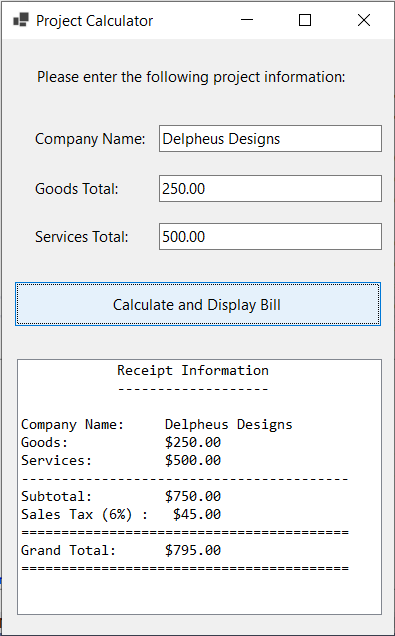 Project Calculator
Please enter the following project information:
Company Name: Delpheus Designs
Goods Total: 250.00
Services Total: 500.00
Calculate and Display Bill
Receipt Information
-------------------
Company Name: Delpheus Designs
Goods: $250.00
Services: $500.00
-----------------------------------------
Subtotal: $750.00
Sales Tax (6%) : $45.00
=========================================
Grand Total: $795.00
=========================================